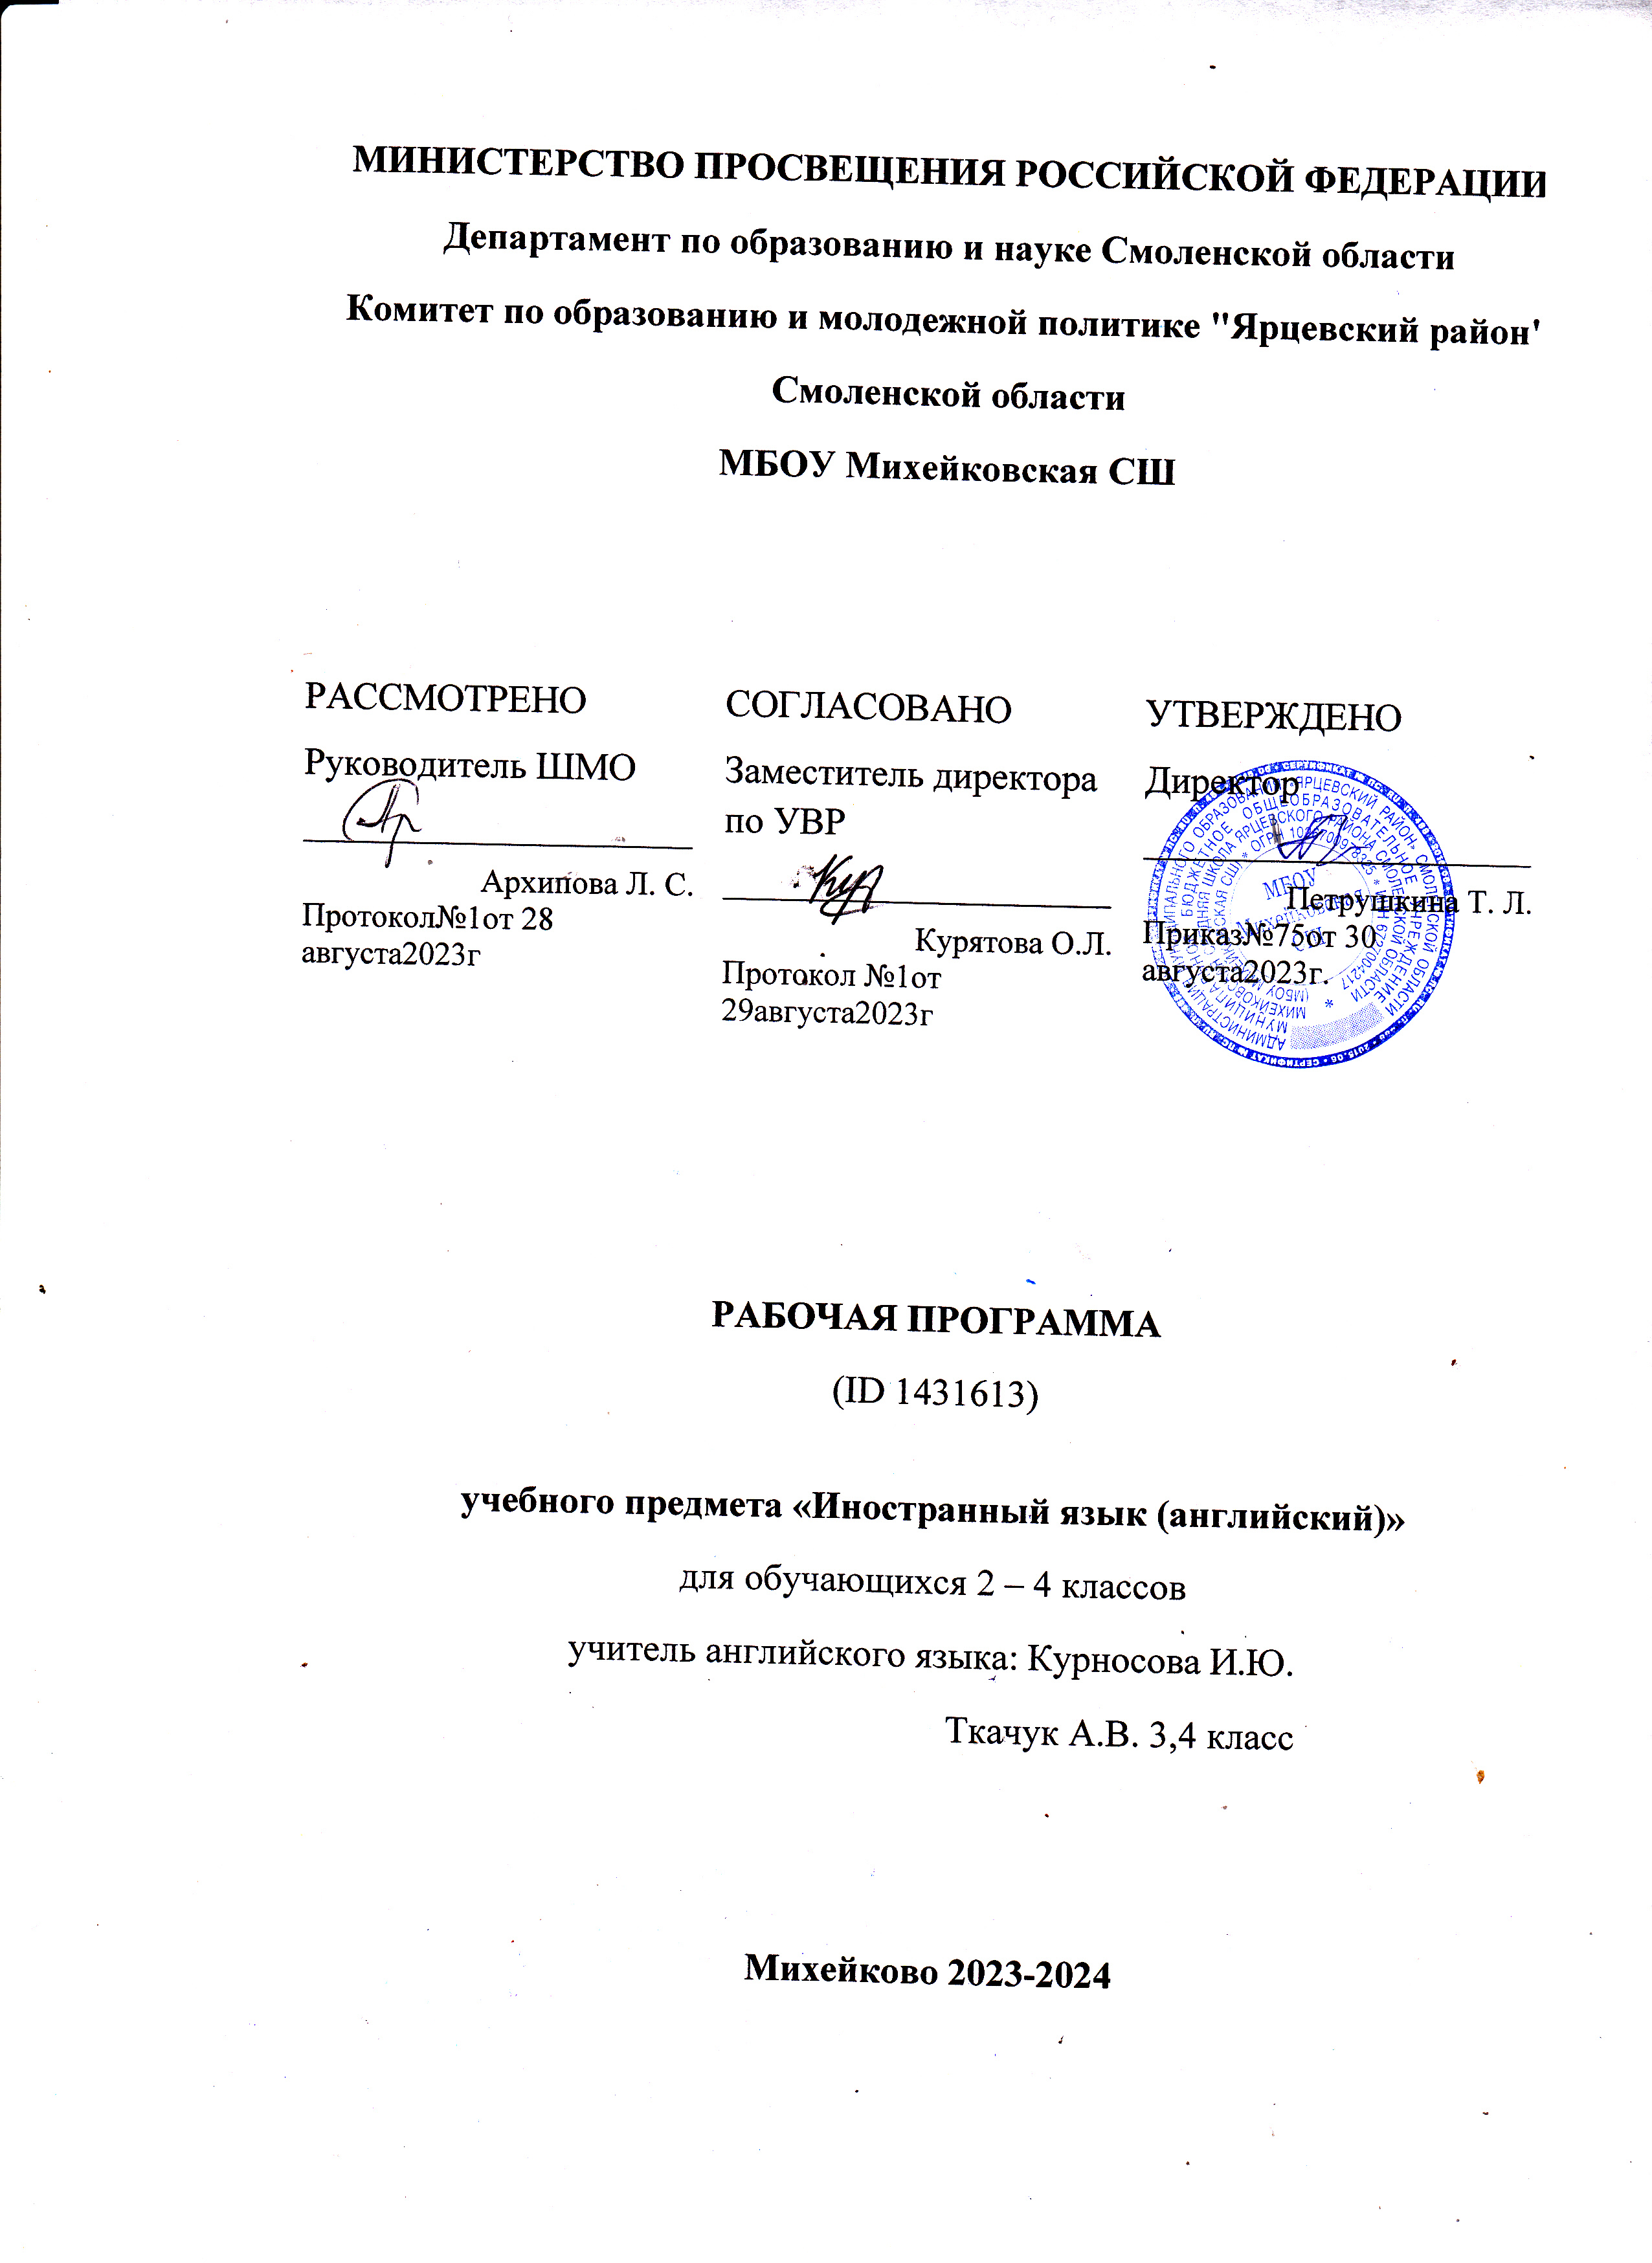 МИНИСТЕРСТВО ПРОСВЕЩЕНИЯ РОССИЙСКОЙ ФЕДЕРАЦИИ
Департамент по образованию и науке Смоленской области
Комитет по образованию и молодежной политике "Ярцевский район'
Смоленской области
МБОУ Михейковская СШ
РАССМОТРЕНО
Руководитель ШМО
Архипова Л. С.
Протокол№1от 28
августа2023г
СОГЛАСОВАНО
Заместитель директора
по УВР
Курятова О.Л.
Протокол №1от
29августа2023г
УТВЕРЖДЕНО
Директор
Петрушкина Т. Л.
Приказ№75от 30
августа2023г.
МБОУ
Михейковская
СШ
РАБОЧАЯ ПРОГРАММА
(ID 1431613)
учебного предмета «Иностранный язык (английский)»
для обучающихся 2 – 4 классов
учитель английского языка: Курносова И.Ю.
Ткачук А.В. 3,4 класс
Михейково 2023-2024